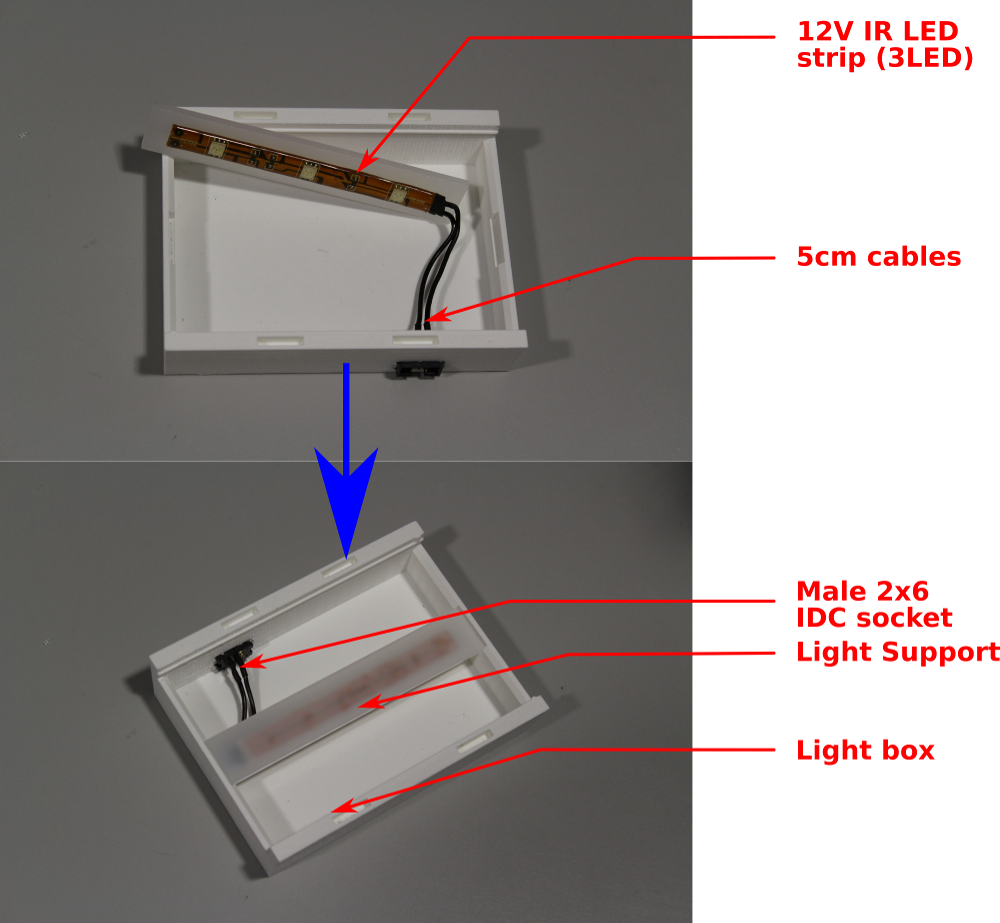 12V IR LED
strip (3LED)
5cm cables
Male 2x6
IDC socket
Light Support
Light box